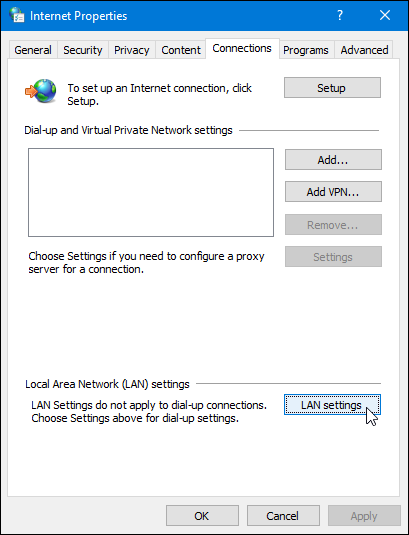 Internet Properties
?
General Security Privacy Content Connections Programs Advanced
To set up an Internet connection, click
Setup.
Setup
Dial-up and Virtual Private Network settings
Add...
Add VPN...
Remove...
Choose Settings if you need to configure a proxy
server for a connection.
Settings
Local Area Network (LAN) settings
LAN Settings do not apply to dial-up connections.
Choose Settings above for dial-up settings.
LAN settings
OK Cancel Apply